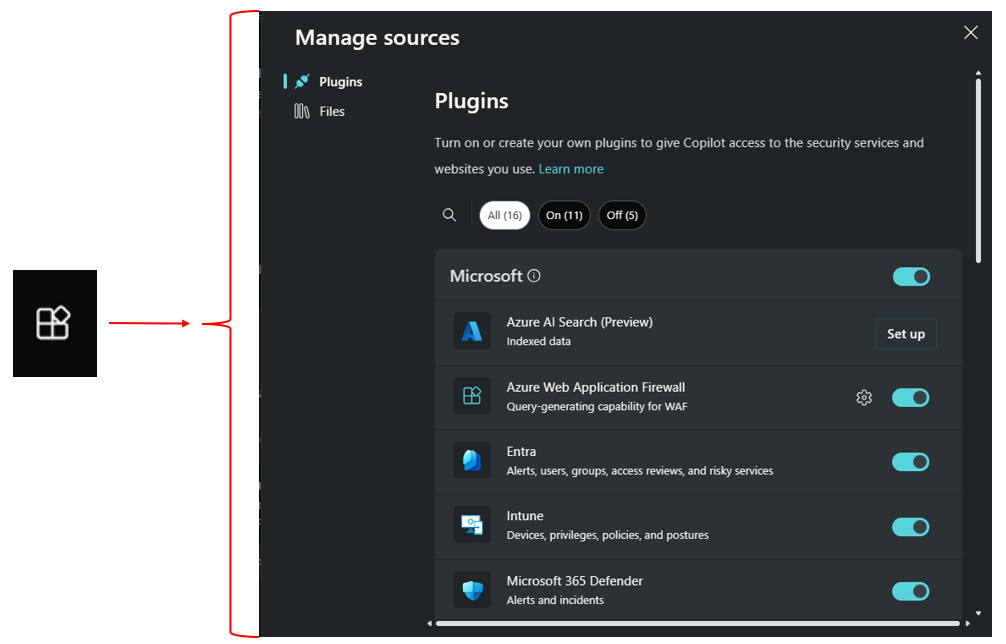 Manage sources
Plugins
Files
Plugins
Turn on or create your own plugins to give Copilot access to the security services and
websites you use. Learn more
All (16) On (11) Off (5)
Microsoft
Azure AI Search (Preview)
Indexed data
Set up
Azure Web Application Firewall
Query-generating capability for WAF
Entra
Alerts, users, groups, access reviews, and risky services
Intune
Devices, privileges, policies, and postures
Microsoft 365 Defender
Alerts and incidents